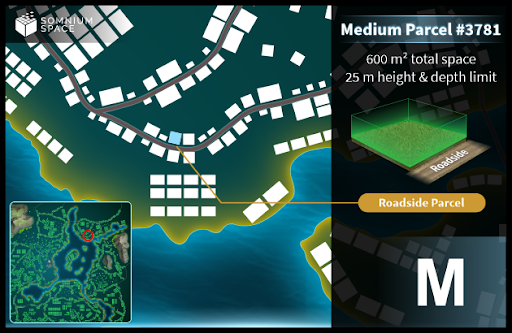 SOMNIUM
SPACE
Medium Parcel #3781
600 m² total space
25 m height & depth limit
Roadside
Roadside Parcel
M